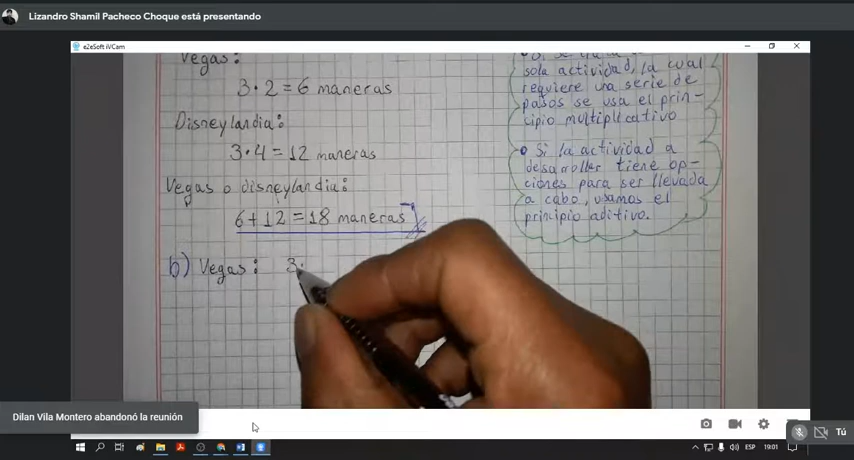 Lizandro Shamil Pacheco Choque está presentando
e2eSoft iVCam
Vegas:
3·2 = 6 maneras
Disneylandia:
3·4 = 12 maneras
Vegas o disneylandia:
6+12 = 18 maneras
b) Vegas: 3·
sola actividad, la cual
requiere una serie de
pasos se usa el prin-
cipio multiplicativo
• Si la actividad a
desarrollar tiene op-
ciones para ser llevada
a cabo, usamos el
principio aditivo.
Dilan Vila Montero abandonó la reunión
Tú
ESP
19:01